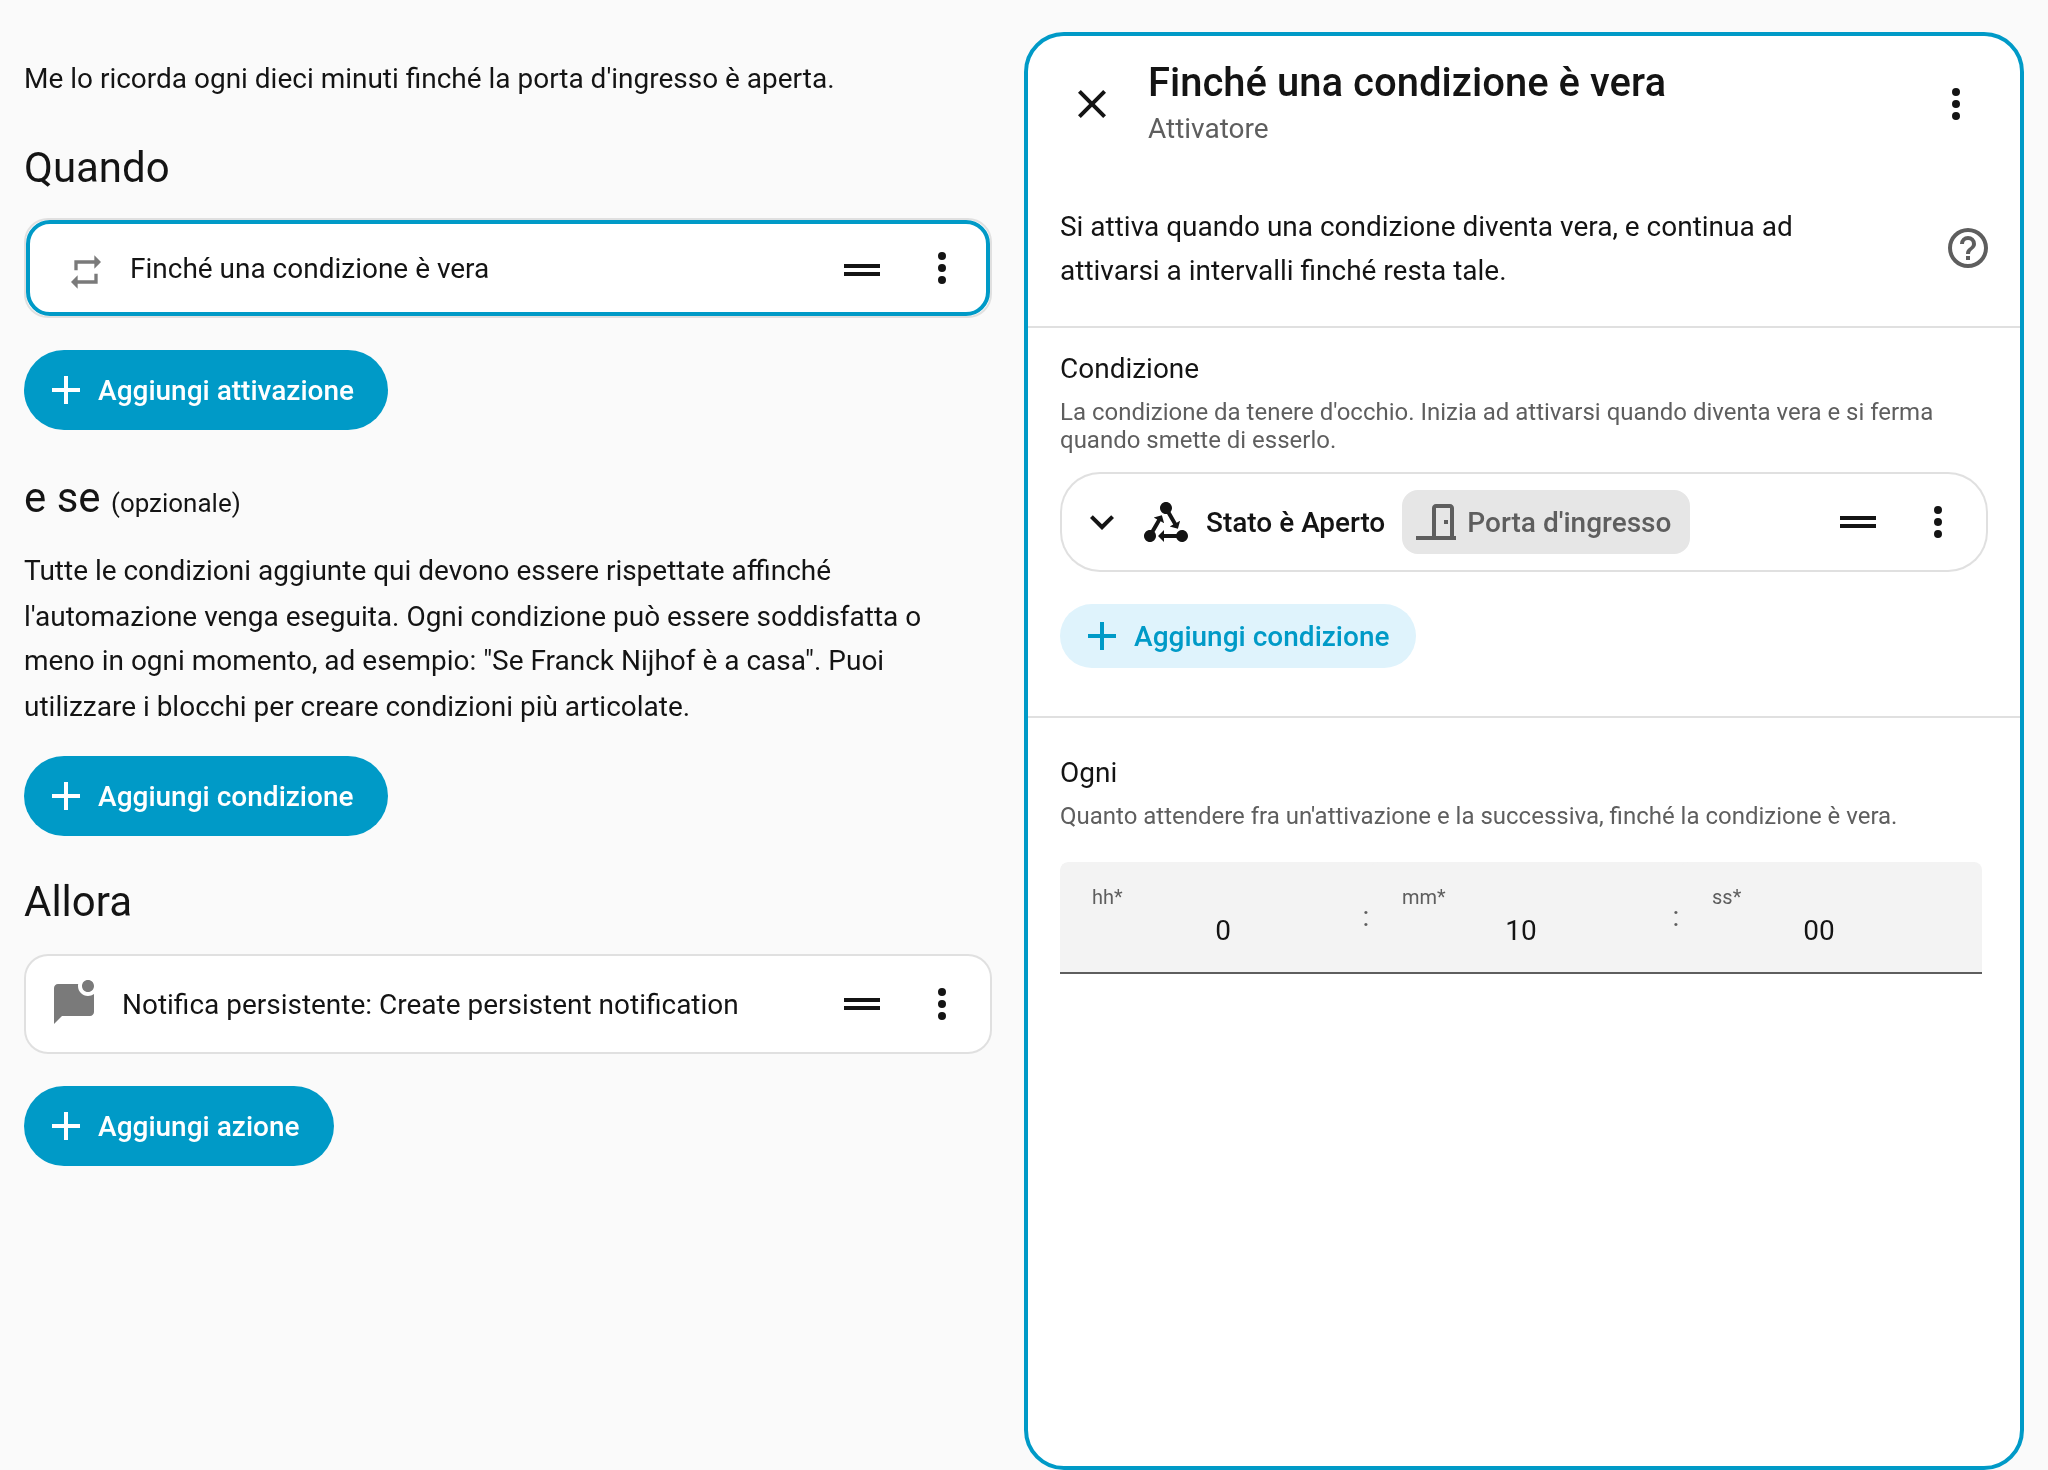 Me lo ricorda ogni dieci minuti finché la porta d'ingresso è aperta.
Quando
Finché una condizione è vera
Aggiungi attivazione
e se (opzionale)
Tutte le condizioni aggiunte qui devono essere rispettate affinché
l'automazione venga eseguita. Ogni condizione può essere soddisfatta o
meno in ogni momento, ad esempio: "Se Franck Nijhof è a casa". Puoi
utilizzare i blocchi per creare condizioni più articolate.
Aggiungi condizione
Allora
Notifica persistente: Create persistent notification
Aggiungi azione
Finché una condizione è vera
Attivatore
Si attiva quando una condizione diventa vera, e continua ad
attivarsi a intervalli finché resta tale.
Condizione
La condizione da tenere d'occhio. Inizia ad attivarsi quando diventa vera e si ferma
quando smette di esserlo.
Stato è Aperto Porta d'ingresso
Aggiungi condizione
Ogni
Quanto attendere fra un'attivazione e la successiva, finché la condizione è vera.
hh* mm* ss*
0 : 10 : 00